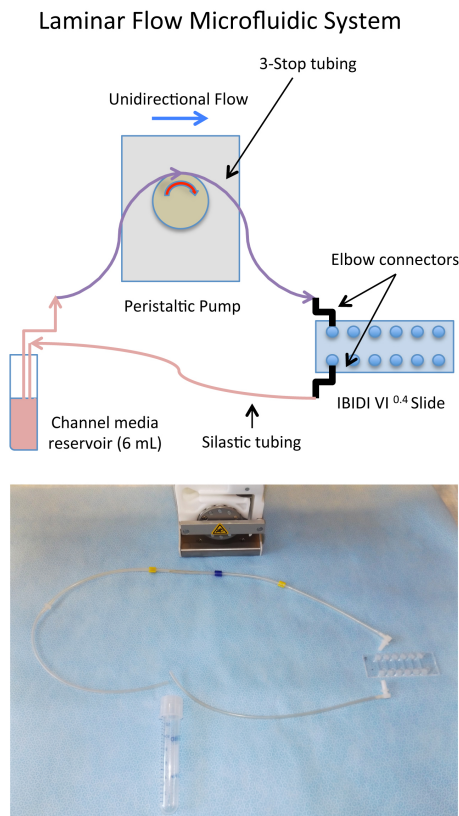 Laminar Flow Microfluidic System
3-Stop tubing
Unidirectional Flow
Elbow connectors
Peristaltic Pump
IBIDI VI 0.4 Slide
Channel media
reservoir (6 mL)
Silastic tubing